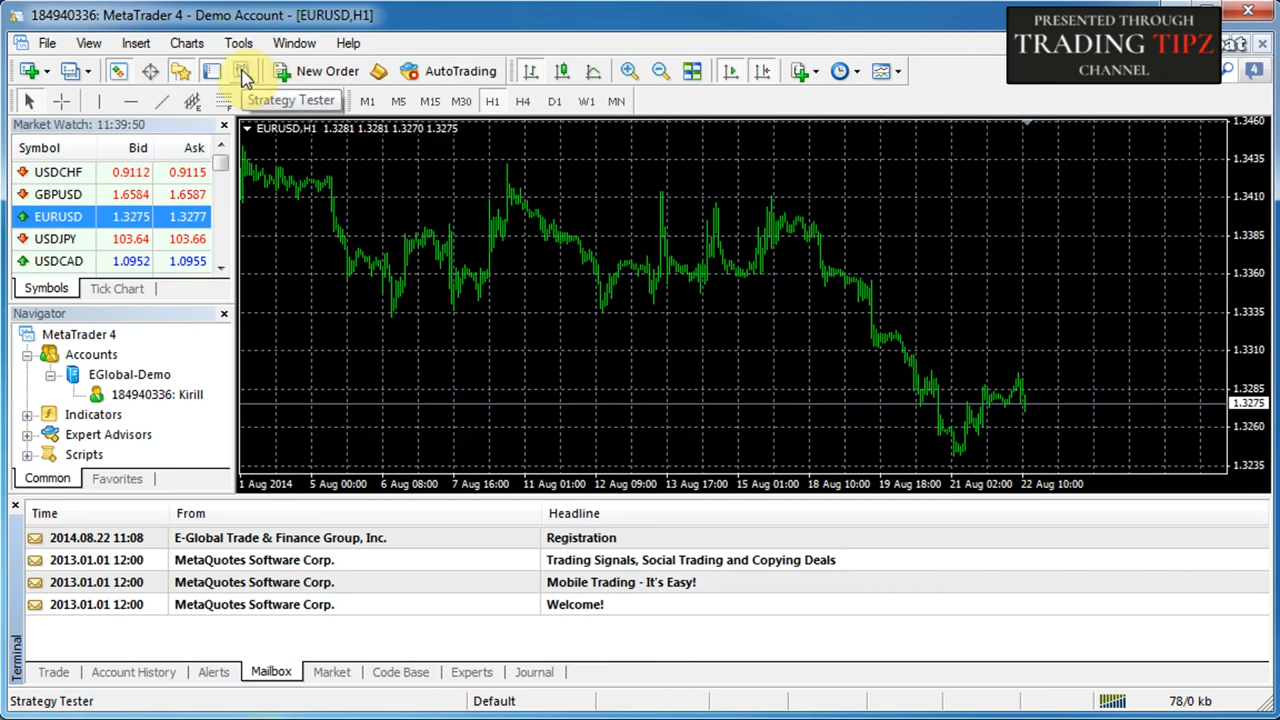 184940336: MetaTrader 4 - Demo Account - [EURUSD,H1]
PRESENTED THROUGH
TRADING TIPZ
CHANNEL
File View Insert Charts Tools Window Help
New Order AutoTrading
4
Strategy Tester
M1 M5 M15 M30 H1 H4 D1 W1 MN
Market Watch: 11:39:50
Symbol Bid Ask
USDCHF 0.9112 0.9115
GBPUSD 1.6584 1.6587
EURUSD 1.3275 1.3277
USDJPY 103.64 103.66
USDCAD 1.0952 1.0955
Symbols Tick Chart
Navigator
MetaTrader 4
Accounts
EGlobal-Demo
184940336: Kirill
Indicators
Expert Advisors
Scripts
Common Favorites
EURUSD,H1 1.3281 1.3281 1.3270 1.3275
1.3460
1.3435
1.3410
1.3385
1.3360
1.3335
1.3310
1.3285
1.3275
1.3260
1.3235
1 Aug 2014 5 Aug 00:00 6 Aug 08:00 7 Aug 16:00 11 Aug 01:00 12 Aug 09:00 13 Aug 17:00 15 Aug 01:00 18 Aug 10:00 19 Aug 18:00 21 Aug 02:00 22 Aug 10:00
Time From Headline
2014.08.22 11:08 E-Global Trade & Finance Group, Inc. Registration
2013.01.01 12:00 MetaQuotes Software Corp. Trading Signals, Social Trading and Copying Deals
2013.01.01 12:00 MetaQuotes Software Corp. Mobile Trading - It's Easy!
2013.01.01 12:00 MetaQuotes Software Corp. Welcome!
Terminal
Trade Account History Alerts Mailbox Market Code Base Experts Journal
Strategy Tester Default 78/0 kb